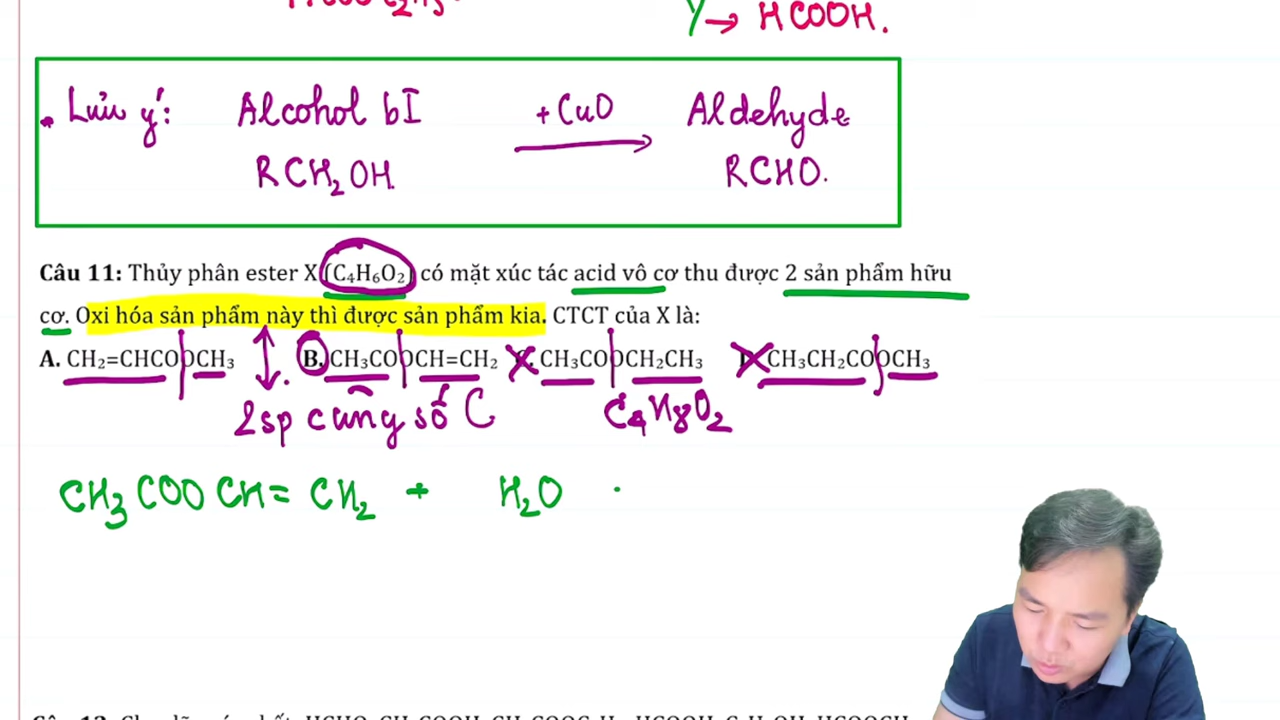 Y → HCOOH.
. Lưu ý: Alcohol bI + CuO Aldehyde
RCH₂OH RCHO.
Câu 11: Thủy phân ester X (C₄H₆O₂) có mặt xúc tác acid vô cơ thu được 2 sản phẩm hữu
cơ. Oxi hóa sản phẩm này thì được sản phẩm kia. CTCT của X là:
A. CH₂=CHCOOCH₃ B. CH₃COOCH=CH₂ CH₃COOCH₂CH₃ CH₃CH₂COOCH₃
2sp cùng số C C₄H₈O₂
CH₃COOCH=CH₂ + H₂O